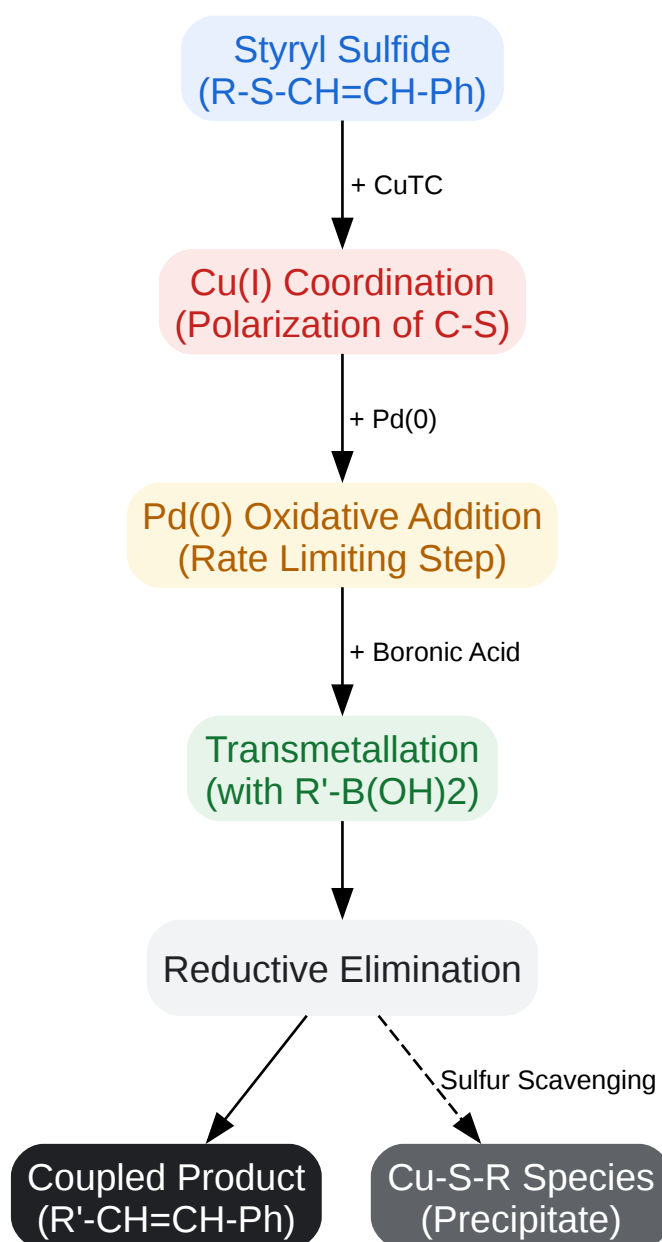 Styryl Sulfide
(R-S-CH=CH-Ph)
+ CuTC
Cu(I) Coordination
(Polarization of C-S)
+ Pd(0)
Pd(0) Oxidative Addition
(Rate Limiting Step)
+ Boronic Acid
Transmetallation
(with R'-B(OH)2)
Reductive Elimination
Sulfur Scavenging
Coupled Product
(R'-CH=CH-Ph)
Cu-S-R Species
(Precipitate)